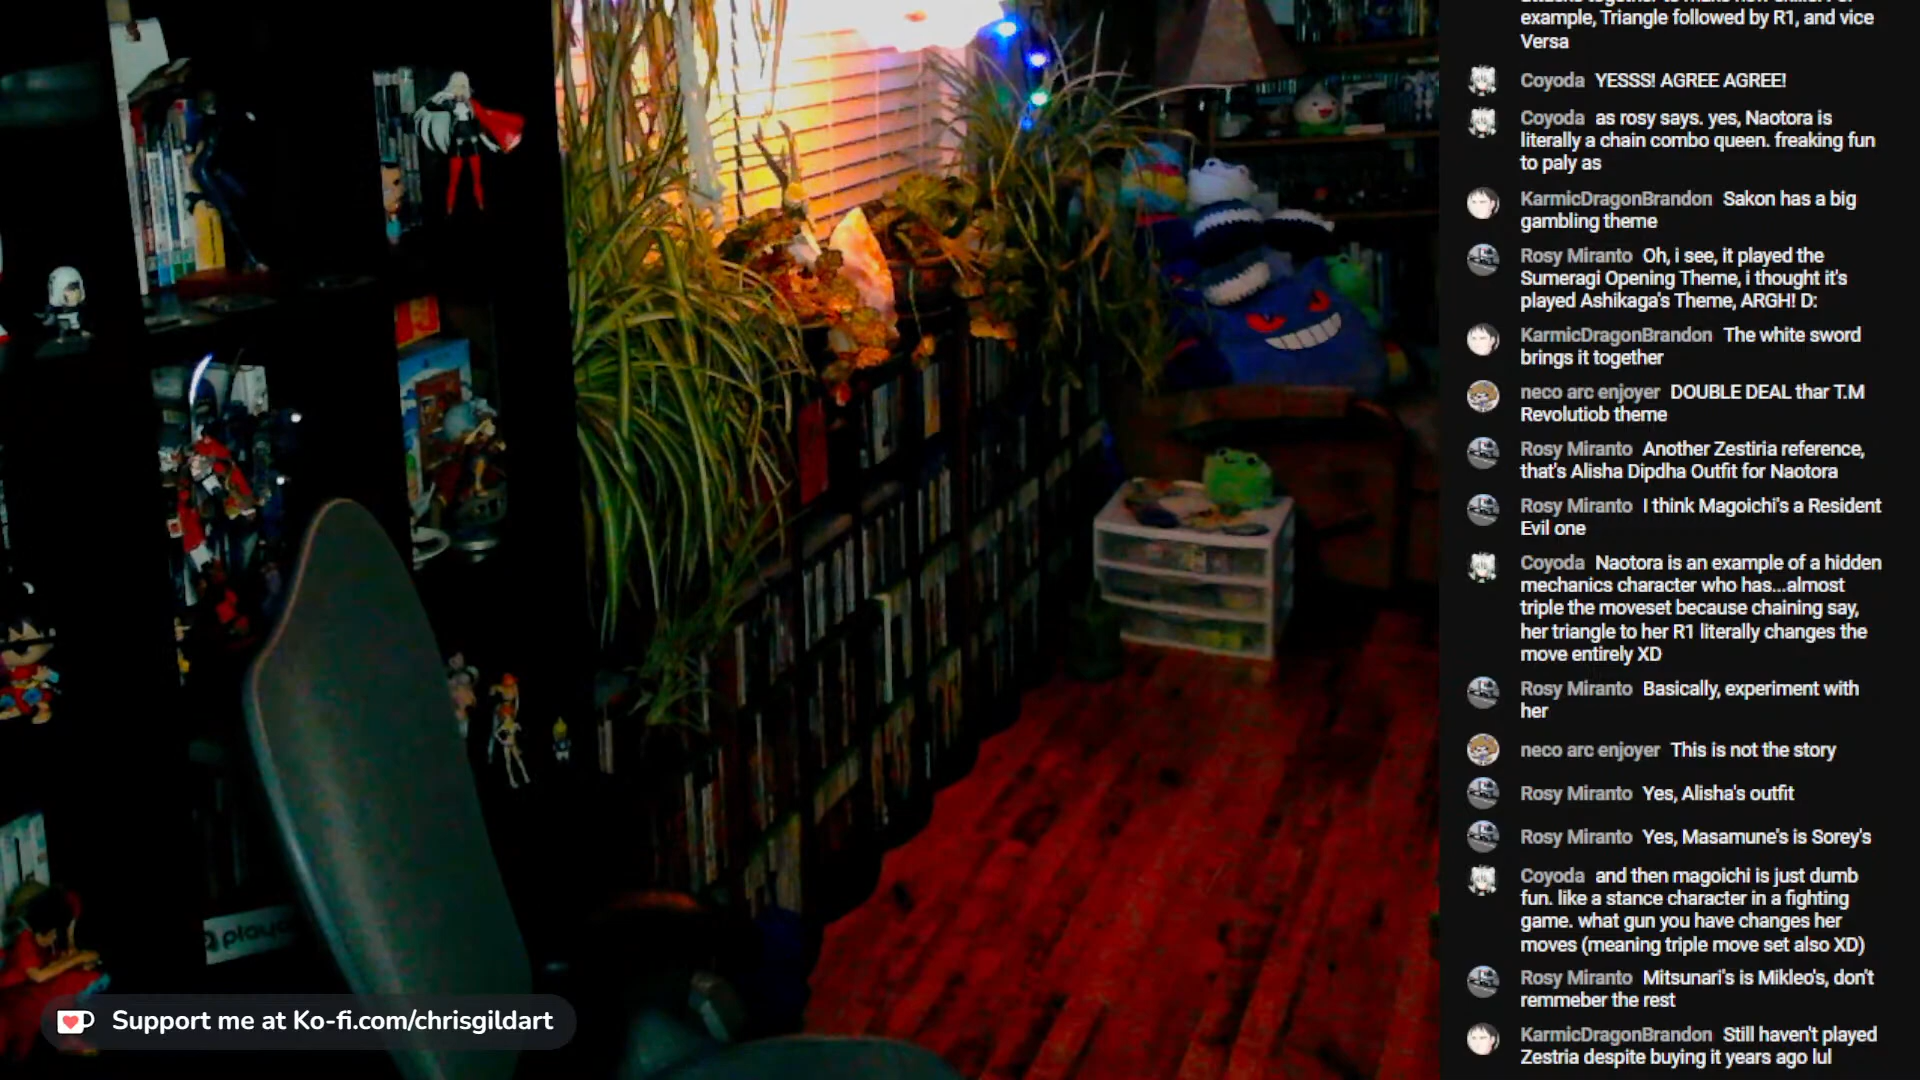 example, Triangle followed by R1, and vice
Versa
Coyoda YESSS! AGREE AGREE!
Coyoda as rosy says. yes, Naotora is
literally a chain combo queen. freaking fun
to paly as
KarmicDragonBrandon Sakon has a big
gambling theme
Rosy Miranto Oh, i see, it played the
Sumeragi Opening Theme, i thought it's
played Ashikaga's Theme, ARGH! D:
KarmicDragonBrandon The white sword
brings it together
neco arc enjoyer DOUBLE DEAL thar T.M
Revolutiob theme
Rosy Miranto Another Zestiria reference,
that's Alisha Dipdha Outfit for Naotora
Rosy Miranto I think Magoichi's a Resident
Evil one
Coyoda Naotora is an example of a hidden
mechanics character who has...almost
triple the moveset because chaining say,
her triangle to her R1 literally changes the
move entirely XD
Rosy Miranto Basically, experiment with
her
neco arc enjoyer This is not the story
Rosy Miranto Yes, Alisha's outfit
Rosy Miranto Yes, Masamune's is Sorey's
Coyoda and then magoichi is just dumb
fun. like a stance character in a fighting
game. what gun you have changes her
moves (meaning triple move set also XD)
Rosy Miranto Mitsunari's is Mikleo's, don't
remmeber the rest
KarmicDragonBrandon Still haven't played
Zestria despite buying it years ago lul
Support me at Ko-fi.com/chrisgildart